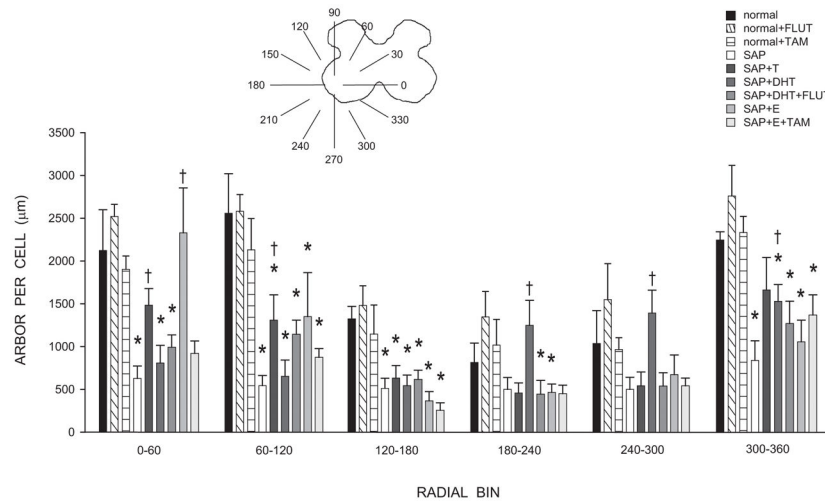 90
120
60
150
30
180
0
210
330
240
300
270
normal
normal+FLUT
normal+TAM
SAP
SAP+T
SAP+DHT
SAP+DHT+FLUT
SAP+E
SAP+E+TAM
ARBOR PER CELL (µm)
3500
3000
2500
2000
1500
1000
500
0
† † * * * * † * * * * * * * * * * * † * * † * † * * * *
0-60 60-120 120-180 180-240 240-300 300-360
RADIAL BIN